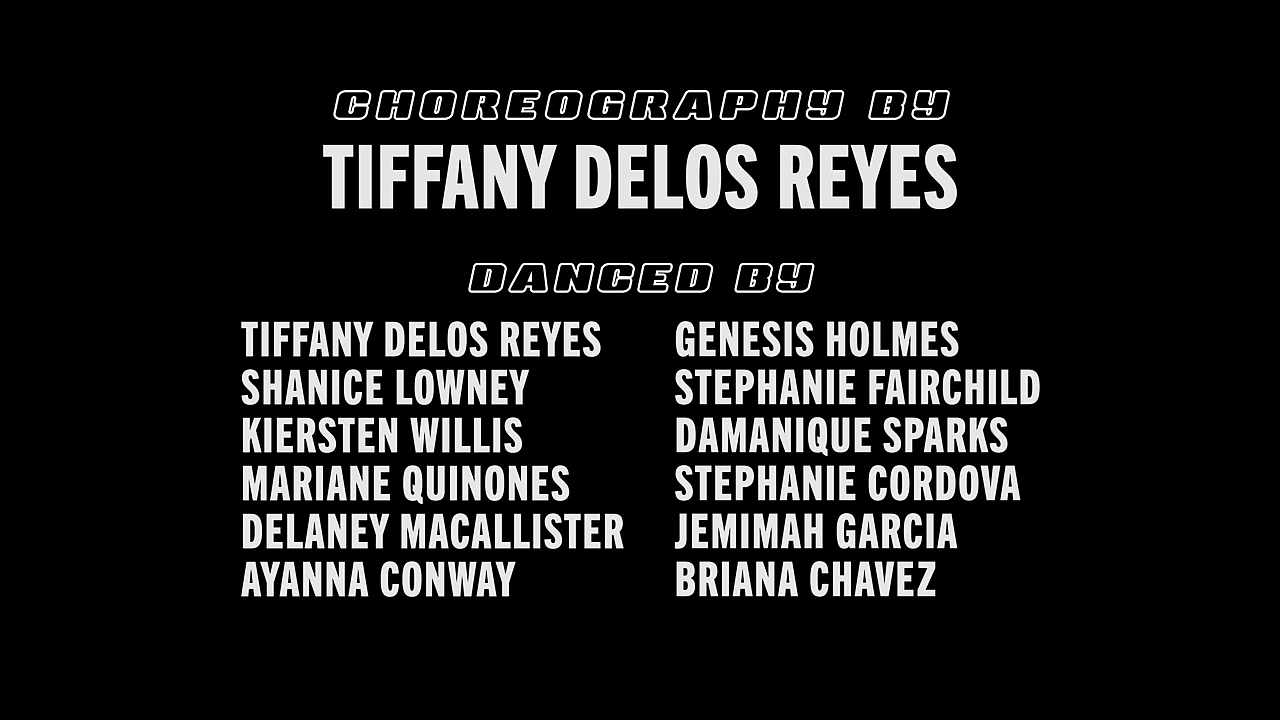 CHOREOGRAPHY BY
TIFFANY DELOS REYES
DANCED BY
TIFFANY DELOS REYES
SHANICE LOWNEY
KIERSTEN WILLIS
MARIANE QUINONES
DELANEY MACALLISTER
AYANNA CONWAY
GENESIS HOLMES
STEPHANIE FAIRCHILD
DAMANIQUE SPARKS
STEPHANIE CORDOVA
JEMIMAH GARCIA
BRIANA CHAVEZ